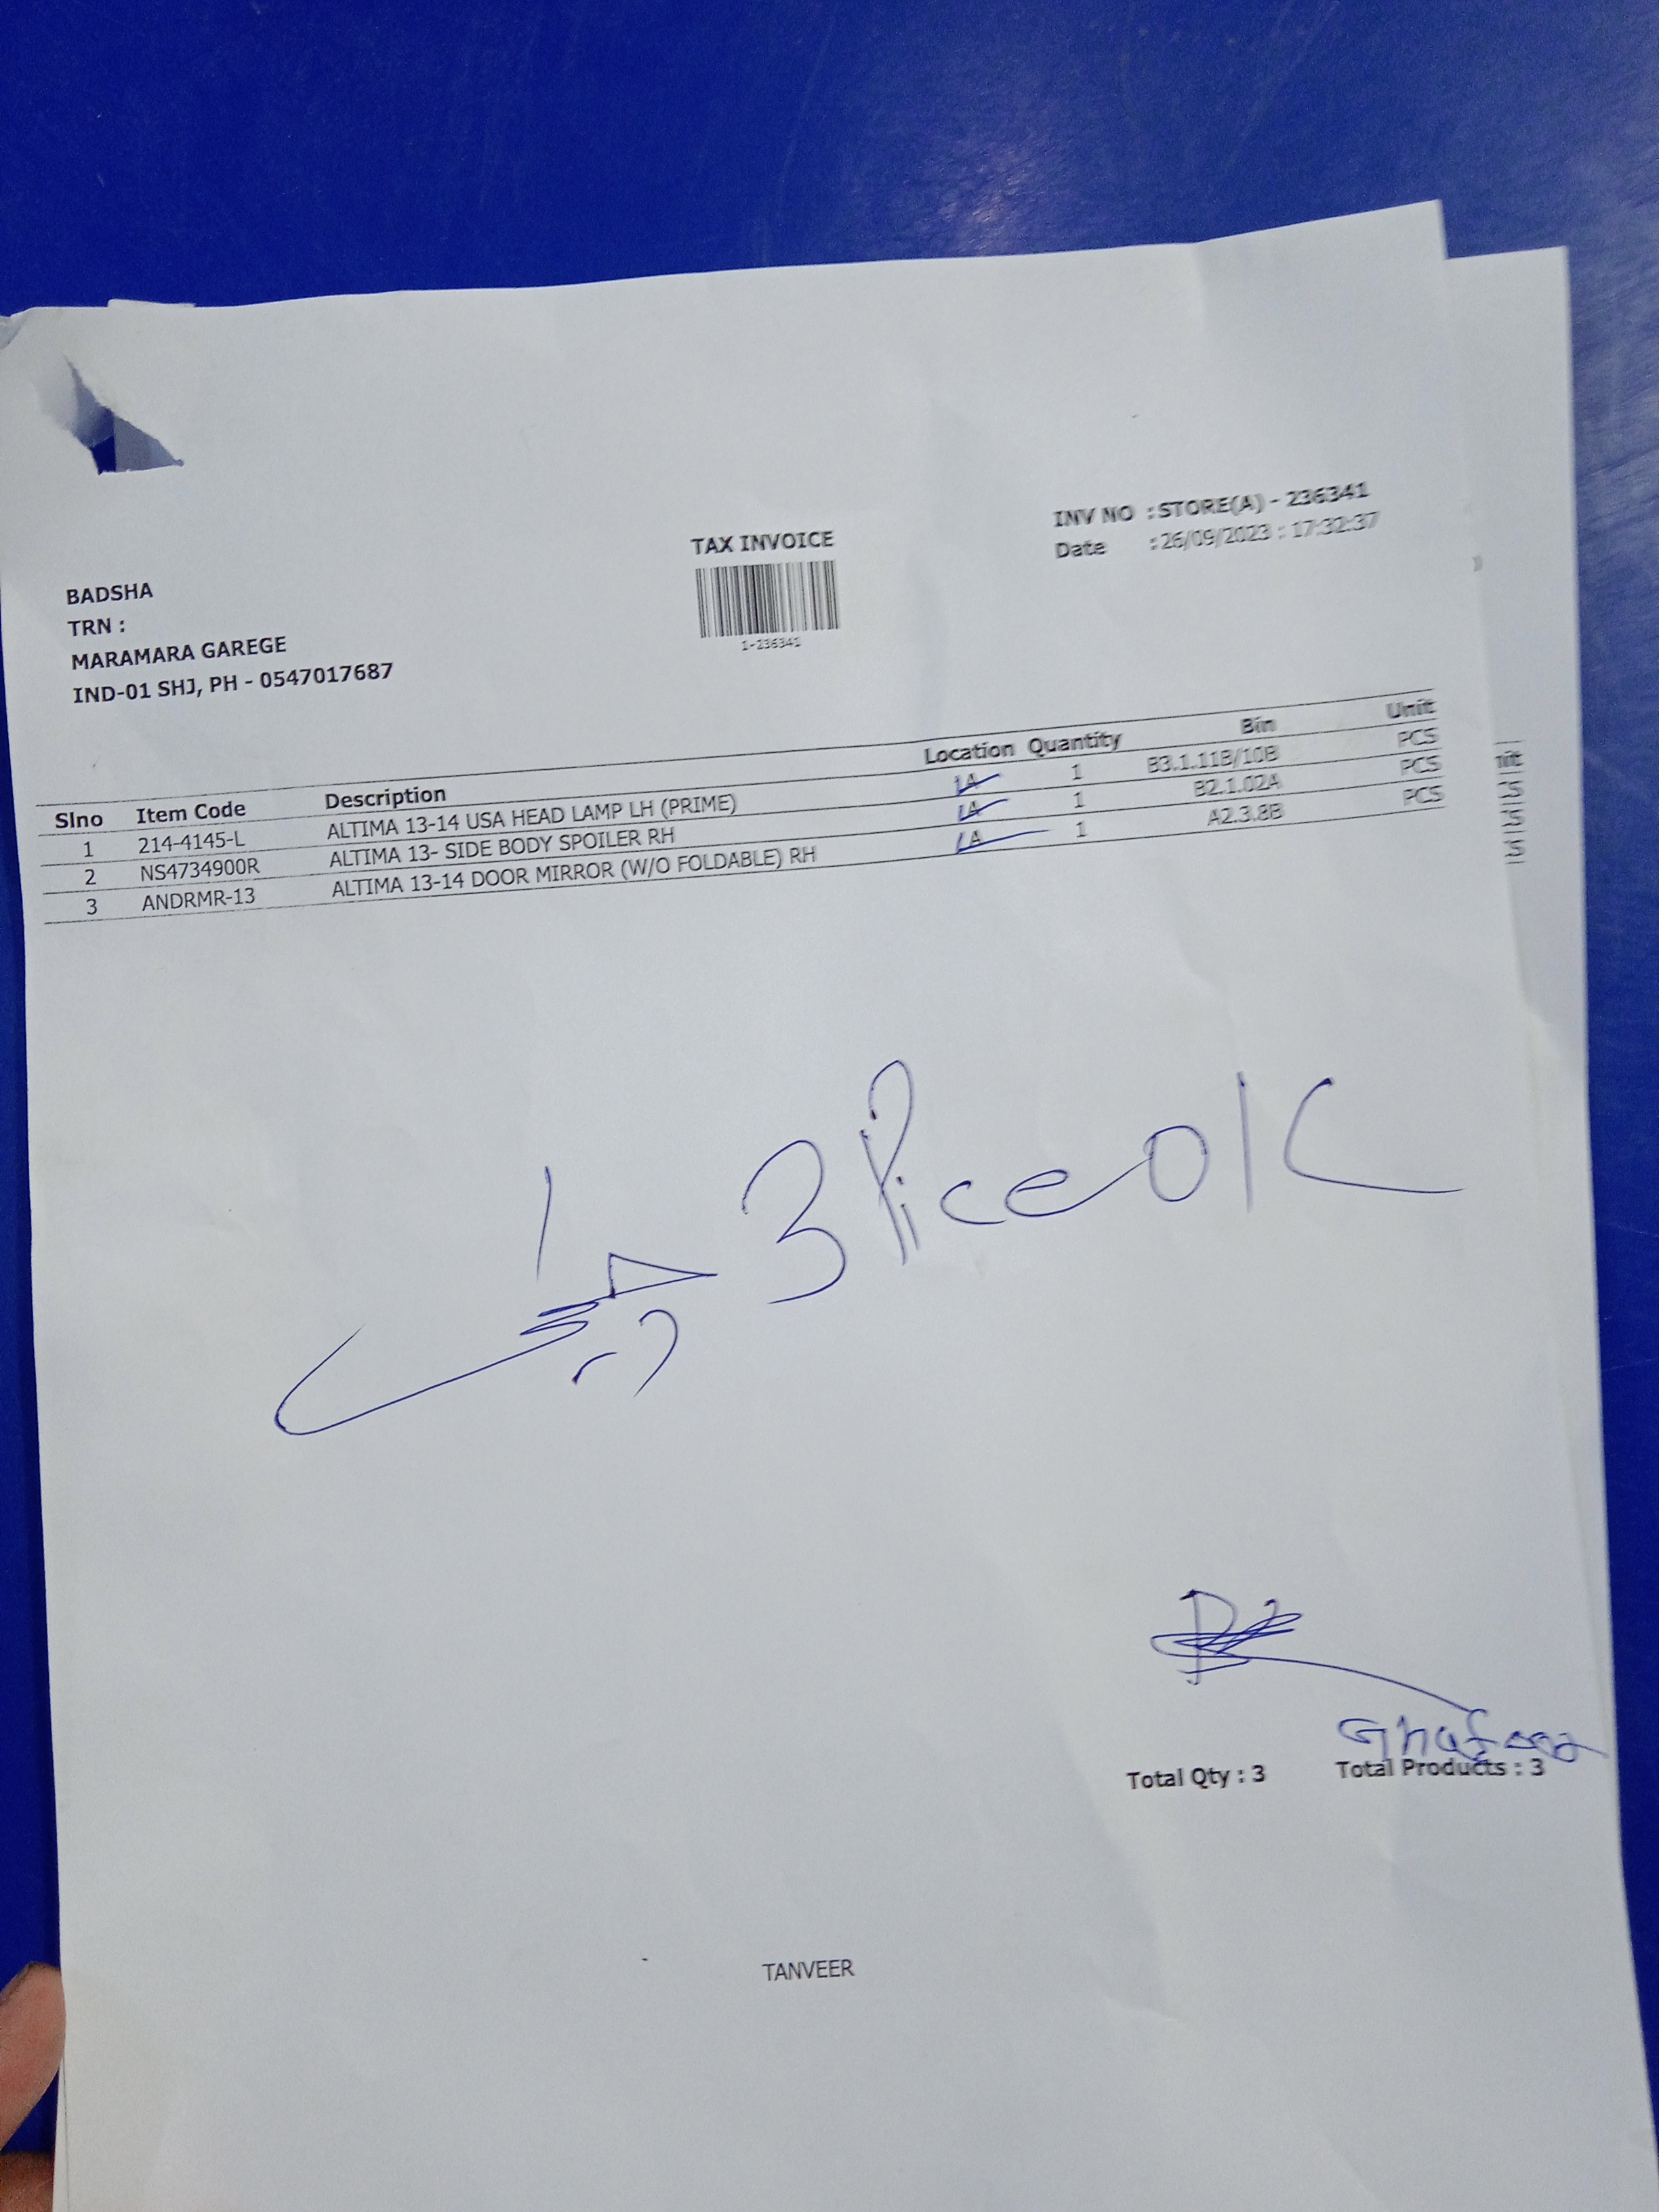 INV NO : STORE(A) - 236341
Date : 26/09/2023 : 17:32:37
TAX INVOICE
1-236341
BADSHA
TRN :
MARAMARA GAREGE
IND-01 SHJ, PH - 0547017687
Slno Item Code Description Location Quantity Bin Unit
1 214-4145-L ALTIMA 13-14 USA HEAD LAMP LH (PRIME) 1A 1 B3.1.11B/10B PCS
2 NS4734900R ALTIMA 13- SIDE BODY SPOILER RH 1A 1 B2.1.02A PCS
3 ANDRMR-13 ALTIMA 13-14 DOOR MIRROR (W/O FOLDABLE) RH 1A 1 A2.3.8B PCS
3 Pice OK
Total Qty : 3 Total Products : 3
TANVEER